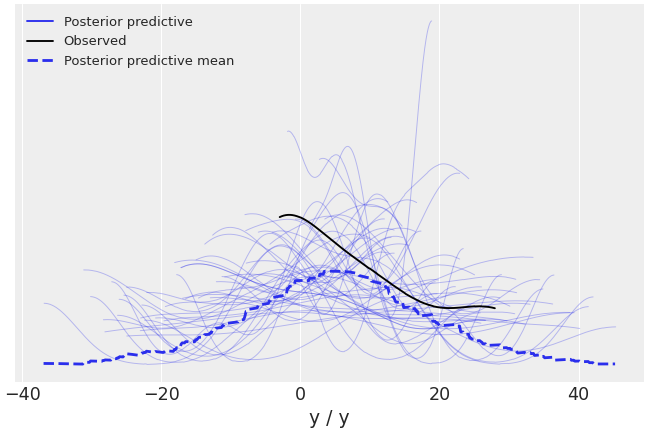 Posterior predictive
Observed
Posterior predictive mean
−40
−20
0
20
40
y / y